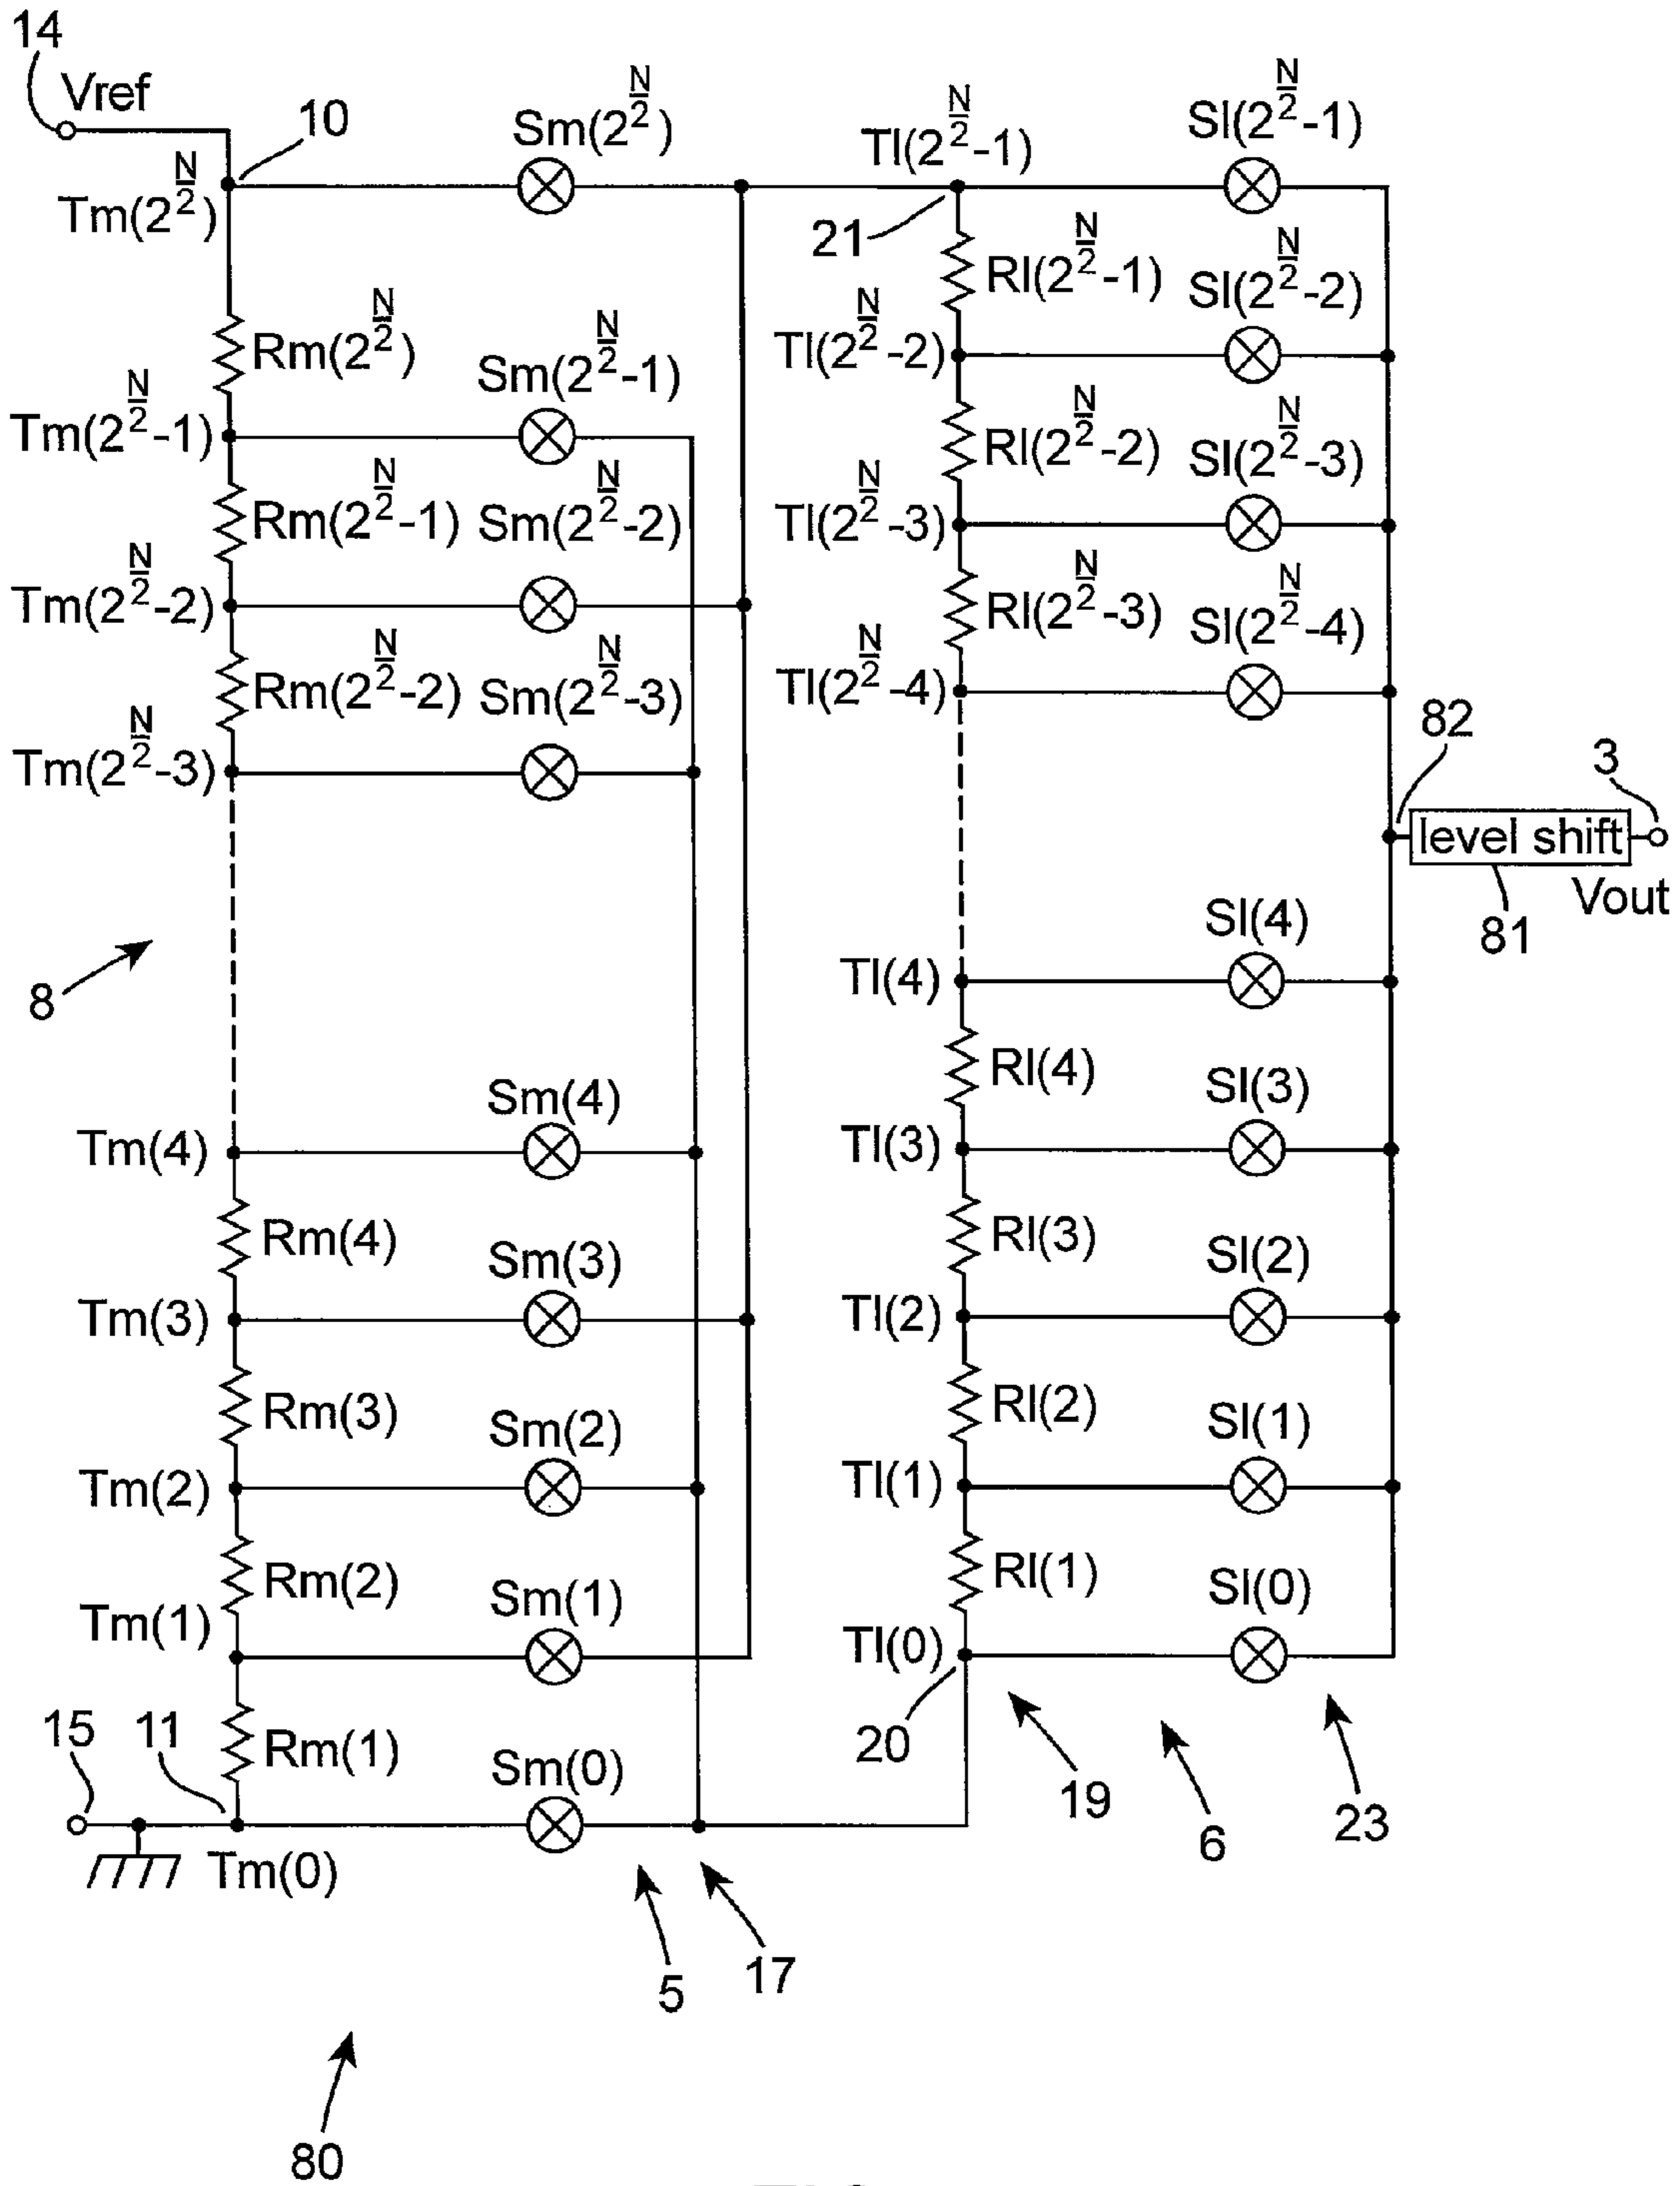 14
Vref
10
Tm(2^{N/2})
Sm(2^{N/2})
Tl(2^{N/2}-1)
Sl(2^{N/2}-1)
21
Rl(2^{N/2}-1)
Sl(2^{N/2}-2)
Rm(2^{N/2})
Sm(2^{N/2}-1)
Tl(2^{N/2}-2)
Tm(2^{N/2}-1)
Rl(2^{N/2}-2)
Sl(2^{N/2}-3)
Rm(2^{N/2}-1)
Sm(2^{N/2}-2)
Tl(2^{N/2}-3)
Tm(2^{N/2}-2)
Rl(2^{N/2}-3)
Sl(2^{N/2}-4)
Rm(2^{N/2}-2)
Sm(2^{N/2}-3)
Tl(2^{N/2}-4)
Tm(2^{N/2}-3)
82
3
level shift
Vout
81
8
Sl(4)
Tl(4)
Rl(4)
Sm(4)
Sl(3)
Tm(4)
Tl(3)
Rm(4)
Rl(3)
Sm(3)
Sl(2)
Tm(3)
Tl(2)
Rm(3)
Rl(2)
Sm(2)
Sl(1)
Tm(2)
Tl(1)
Rm(2)
Rl(1)
Sm(1)
Sl(0)
Tm(1)
Tl(0)
15
11
Rm(1)
Sm(0)
20
19
6
23
Tm(0)
5
17
80